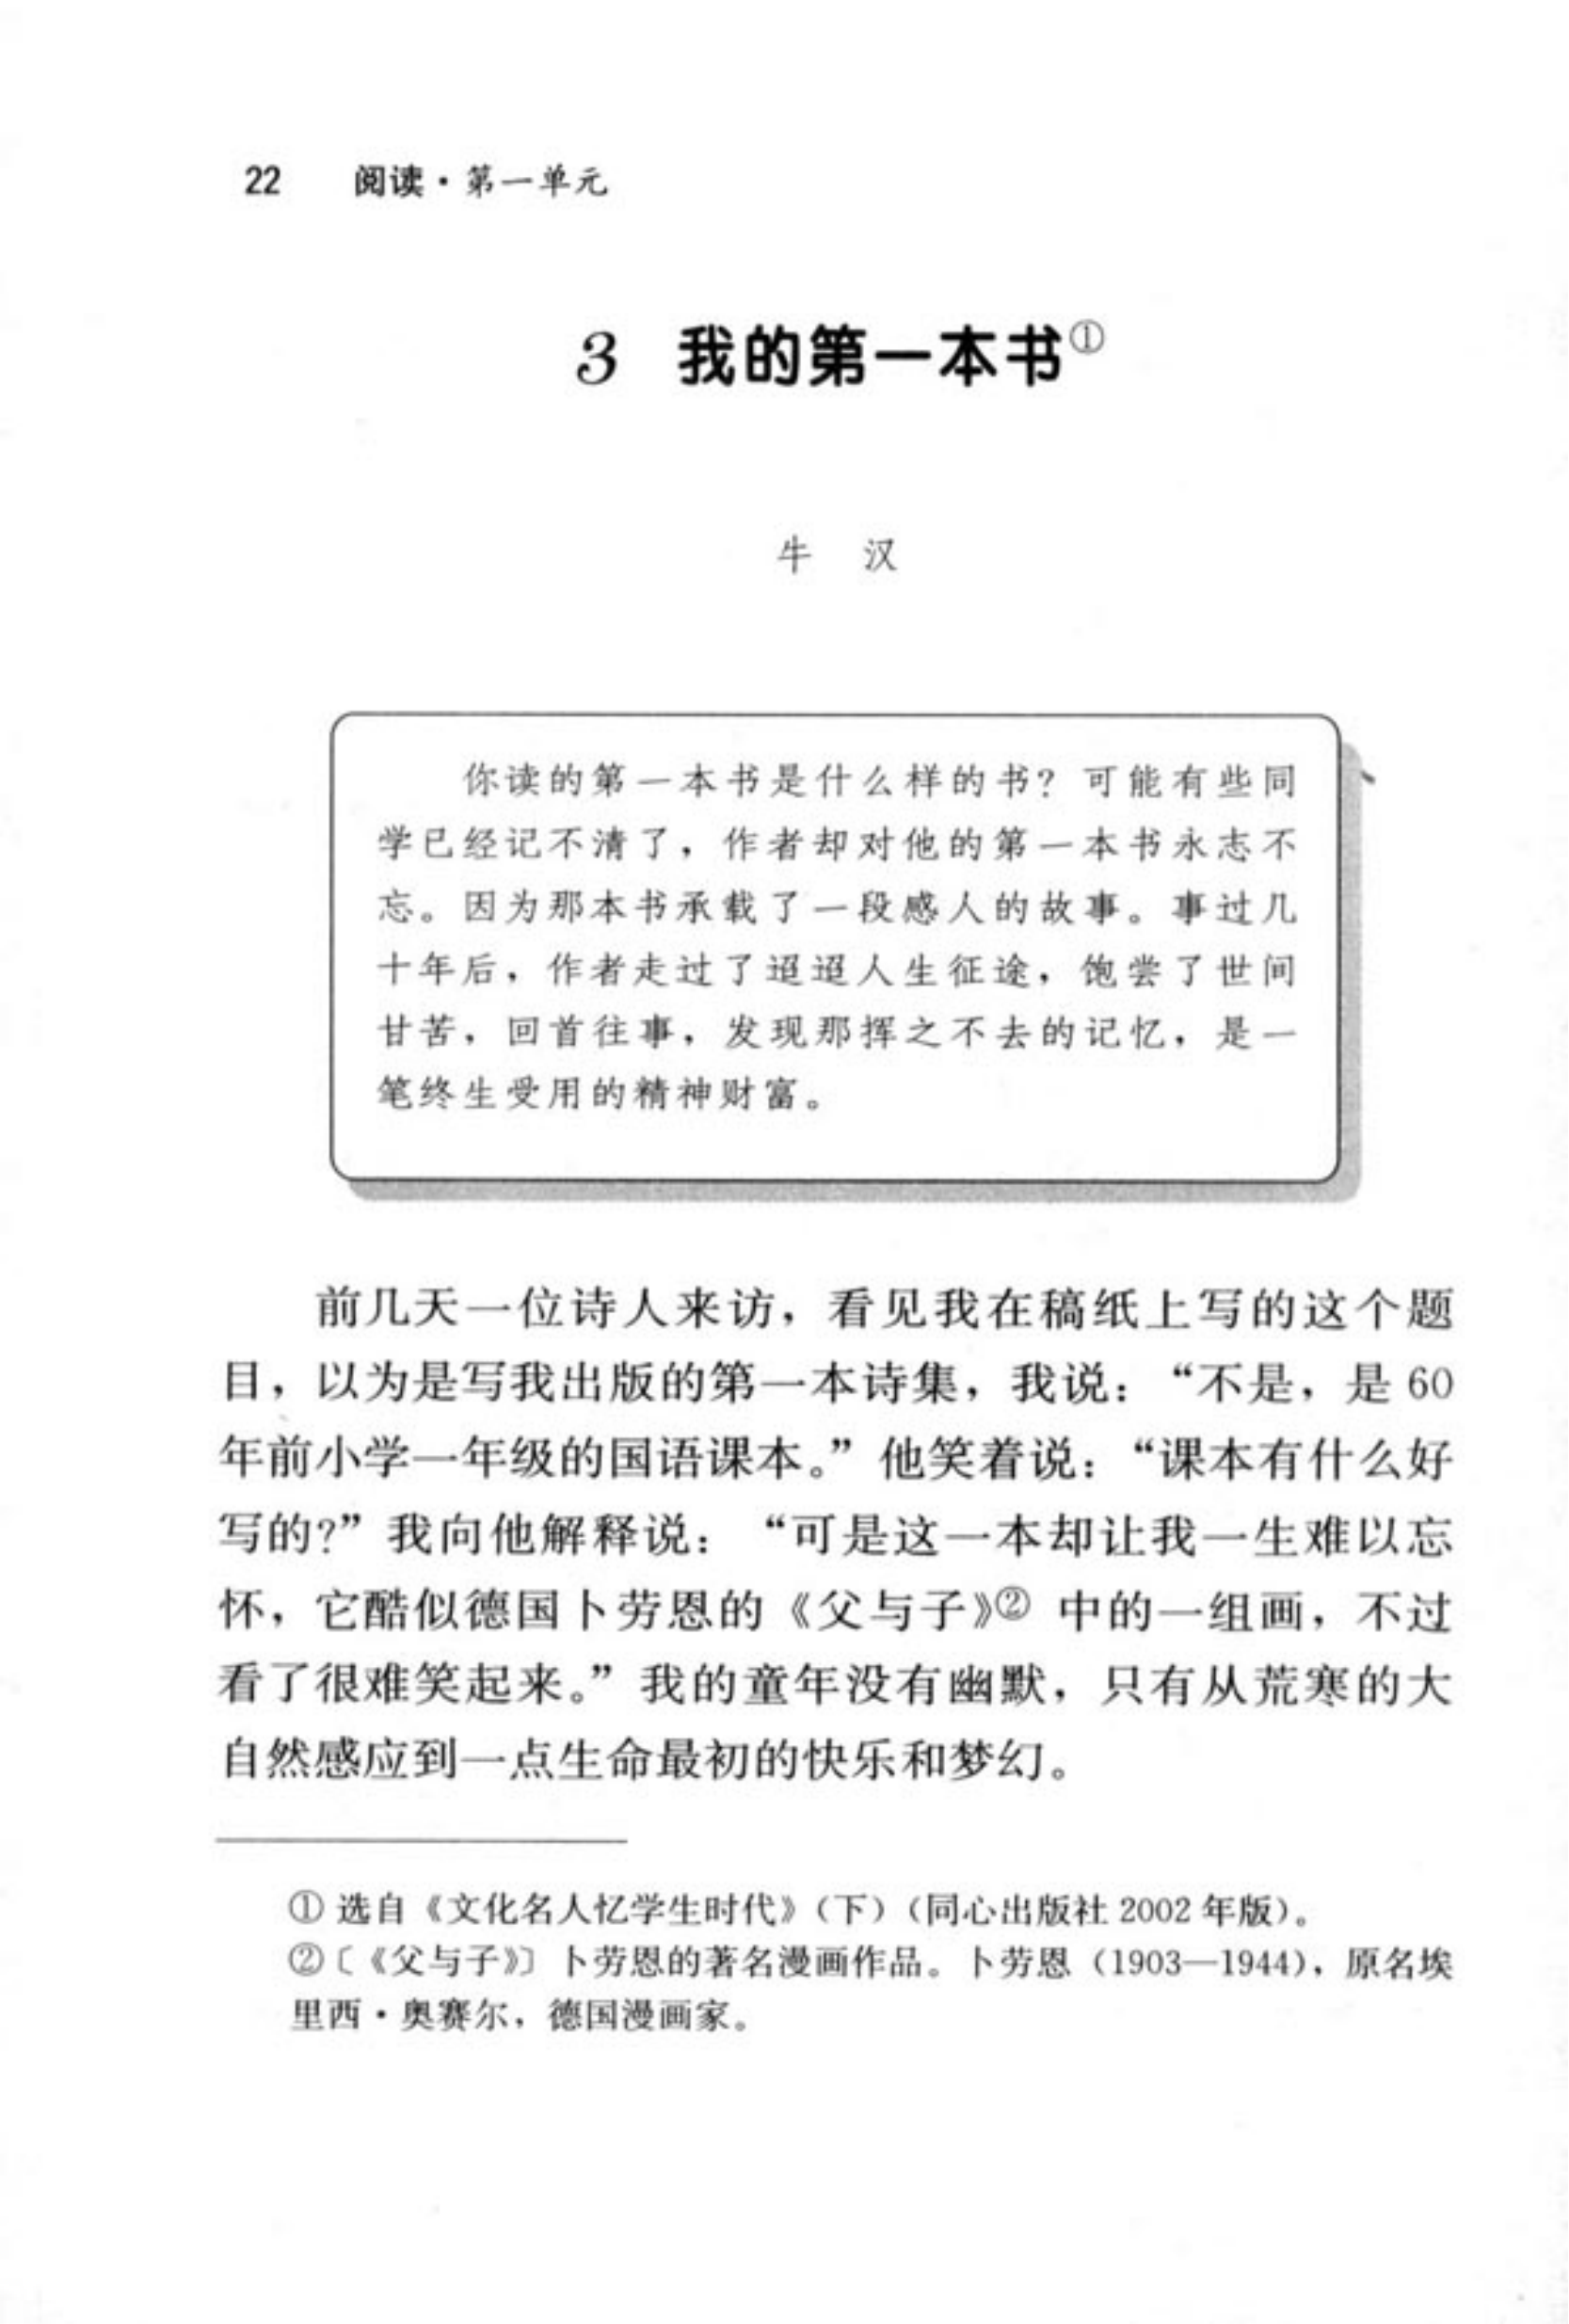 22 阅读·第一单元
3 我的第一本书①
牛 汉
你读的第一本书是什么样的书？可能有些同
学已经记不清了，作者却对他的第一本书永志不
忘。因为那本书承载了一段感人的故事。事过几
十年后，作者走过了迢迢人生征途，饱尝了世间
甘苦，回首往事，发现那挥之不去的记忆，是一
笔终生受用的精神财富。
前几天一位诗人来访，看见我在稿纸上写的这个题
目，以为是写我出版的第一本诗集，我说：“不是，是 60
年前小学一年级的国语课本。”他笑着说：“课本有什么好
写的？”我向他解释说：“可是这一本却让我一生难以忘
怀，它酷似德国卜劳恩的《父与子》②中的一组画，不过
看了很难笑起来。”我的童年没有幽默，只有从荒寒的大
自然感应到一点生命最初的快乐和梦幻。
① 选自《文化名人忆学生时代》（下）（同心出版社 2002 年版）。
②〔《父与子》〕卜劳恩的著名漫画作品。卜劳恩（1903—1944），原名埃
里西·奥赛尔，德国漫画家。